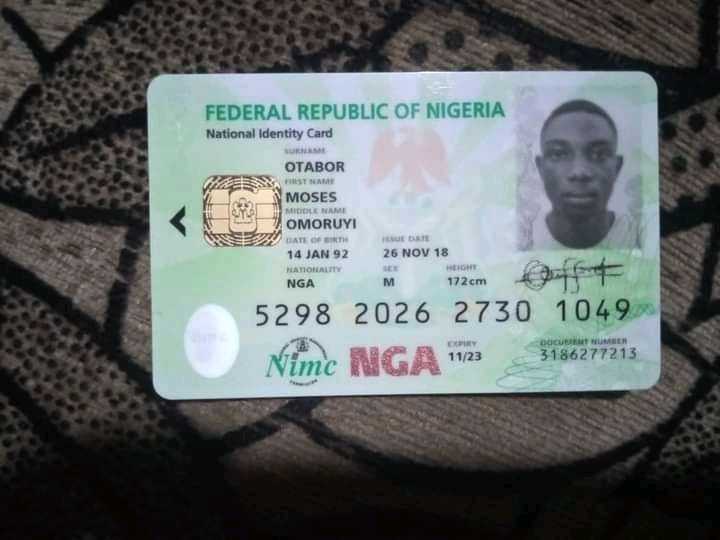 FEDERAL REPUBLIC OF NIGERIA
National Identity Card
SURNAME
OTABOR
FIRST NAME
MOSES
MIDDLE NAME
OMORUYI
DATE OF BIRTH ISSUE DATE
14 JAN 92 26 NOV 18
NATIONALITY SEX HEIGHT
NGA M 172cm
5298 2026 2730 1049
Nimc NGA EXPIRY 11/23
DOCUMENT NUMBER
3186277213